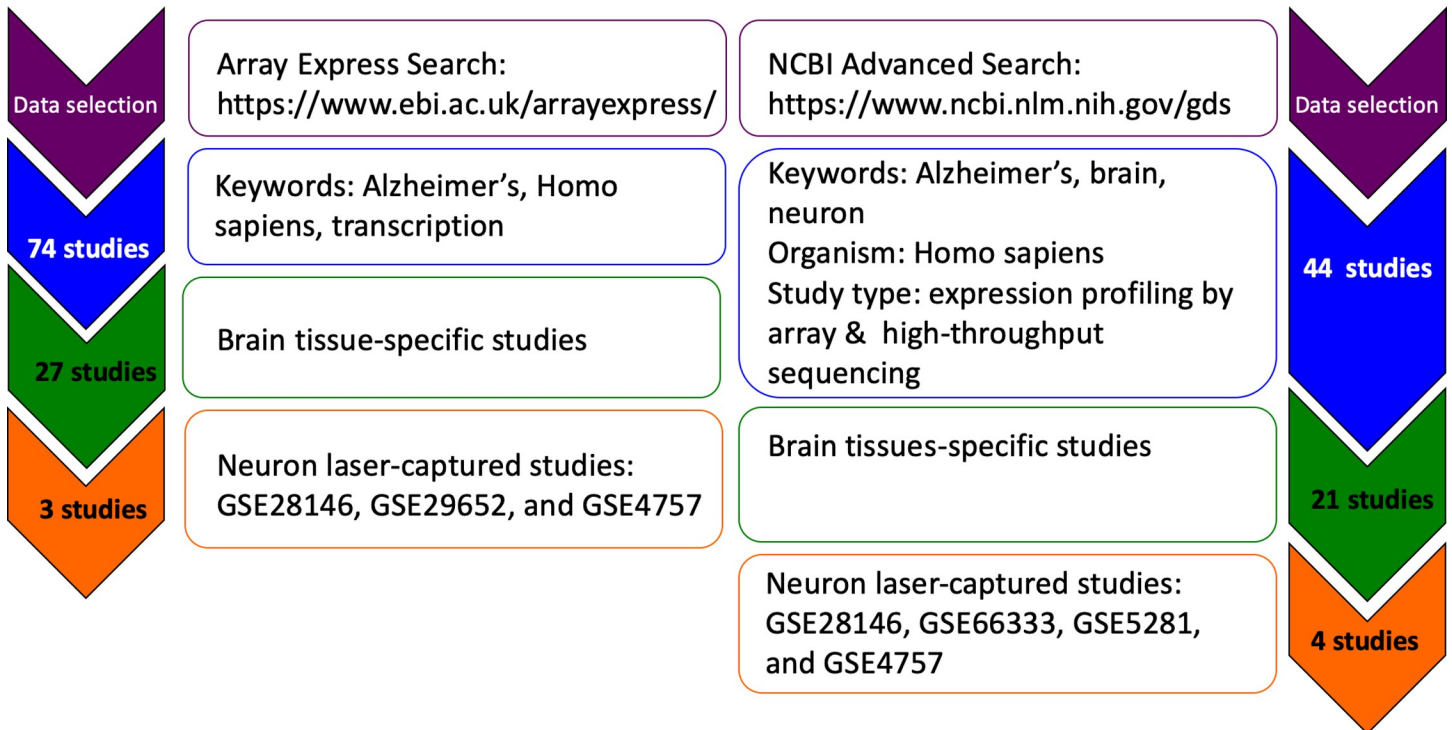 Data selection
74 studies
27 studies
3 studies
Array Express Search:
https://www.ebi.ac.uk/arrayexpress/
Keywords: Alzheimer’s, Homo
sapiens, transcription
Brain tissue-specific studies
Neuron laser-captured studies:
GSE28146, GSE29652, and GSE4757
NCBI Advanced Search:
https://www.ncbi.nlm.nih.gov/gds
Keywords: Alzheimer’s, brain,
neuron
Organism: Homo sapiens
Study type: expression profiling by
array &  high-throughput
sequencing
Brain tissues-specific studies
Neuron laser-captured studies:
GSE28146, GSE66333, GSE5281,
and GSE4757
Data selection
44  studies
21 studies
4 studies